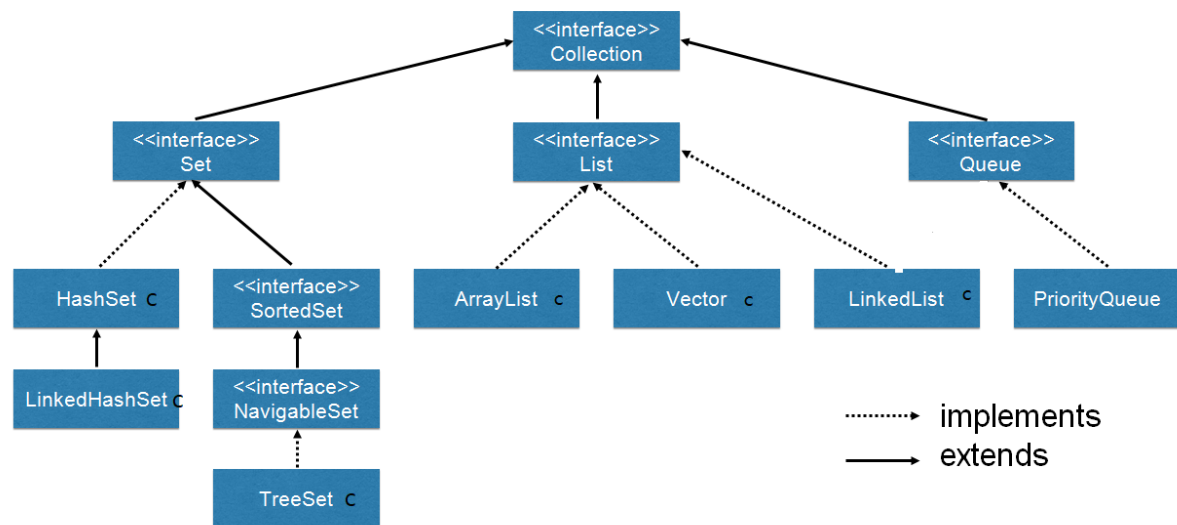 <<interface>>
Collection
<<interface>>
Set
<<interface>>
List
<<interface>>
Queue
HashSet C
<<interface>>
SortedSet
ArrayList C
Vector C
LinkedList C
PriorityQueue
LinkedHashSet C
<<interface>>
NavigableSet
implements
extends
TreeSet C